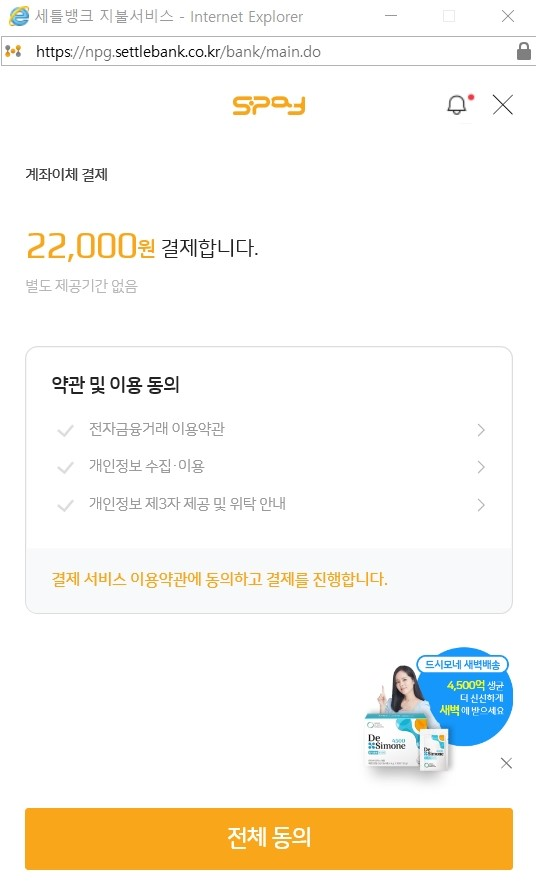 세틀뱅크 지불서비스 - Internet Explorer
https://npg.settlebank.co.kr/bank/main.do
SPay
계좌이체 결제
22,000원 결제합니다.
별도 제공기간 없음
약관 및 이용 동의
전자금융거래 이용약관
개인정보 수집·이용
개인정보 제3자 제공 및 위탁 안내
결제 서비스 이용약관에 동의하고 결제를 진행합니다.
드시모네 새벽배송
4,500억 생균
더 신선하게
새벽에 받으세요
De Simone
4500
De Simone
전체 동의